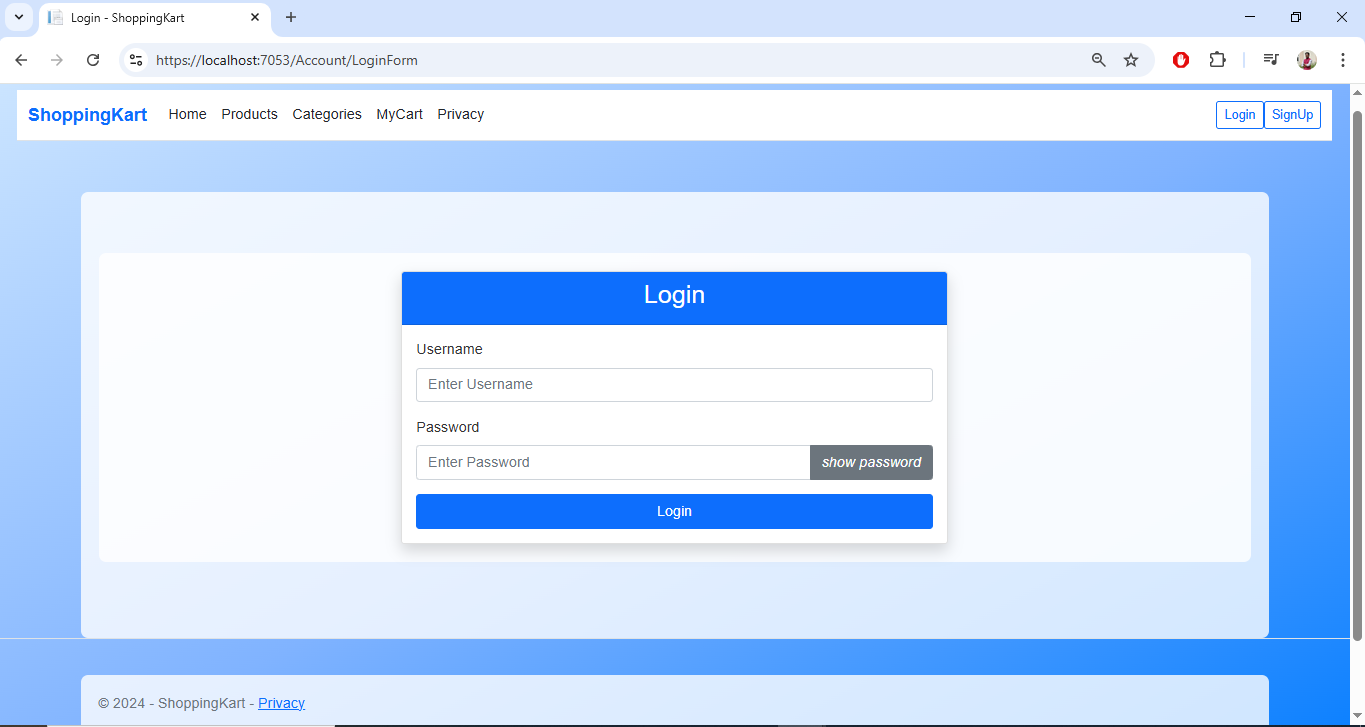 Login - ShoppingKart
https://localhost:7053/Account/LoginForm
ShoppingKart Home Products Categories MyCart Privacy Login SignUp
Login
Username
Enter Username
Password
Enter Password show password
Login
© 2024 - ShoppingKart - Privacy